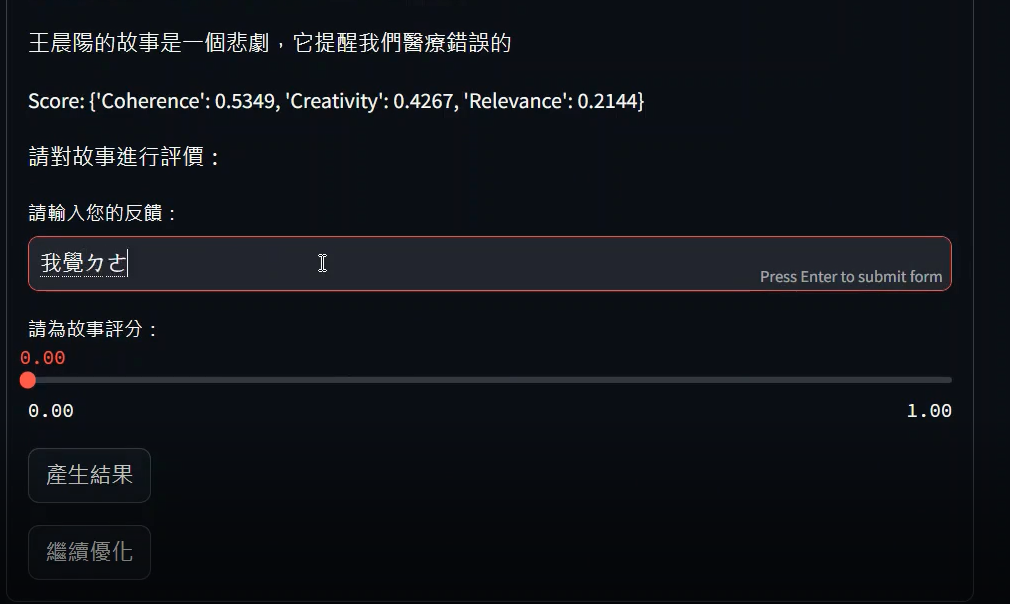 王晨陽的故事是一個悲劇，它提醒我們醫療錯誤的
Score: {'Coherence': 0.5349, 'Creativity': 0.4267, 'Relevance': 0.2144}
請對故事進行評價：
請輸入您的反饋：
我覺ㄉㄜ
Press Enter to submit form
請為故事評分：
0.00
0.00 1.00
產生結果
繼續優化